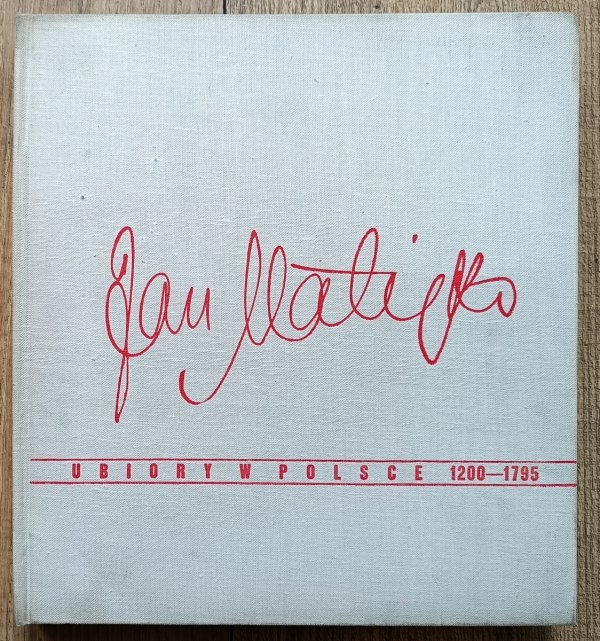 Jan Matejko
UBIORY W POLSCE 1200—1795